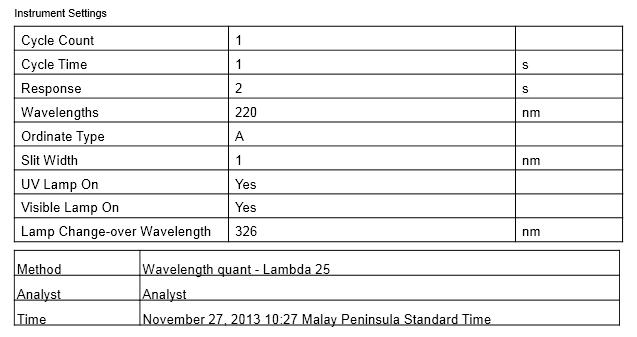 Instrument Settings
Cycle Count 1
Cycle Time 1 s
Response 2 s
Wavelengths 220 nm
Ordinate Type A
Slit Width 1 nm
UV Lamp On Yes
Visible Lamp On Yes
Lamp Change-over Wavelength 326 nm
Method Wavelength quant - Lambda 25
Analyst Analyst
Time November 27, 2013 10:27 Malay Peninsula Standard Time